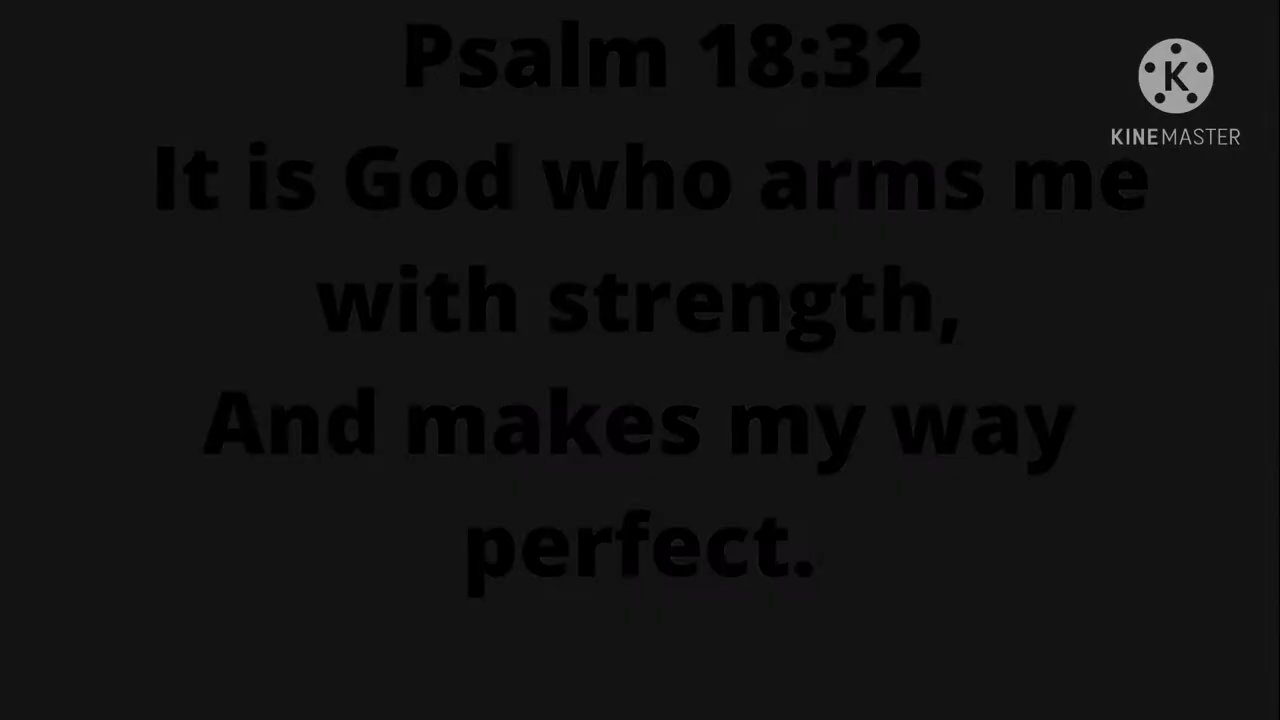 Psalm 18:32
K
KINEMASTER
It is God who arms me
with strength,
And makes my way
perfect.